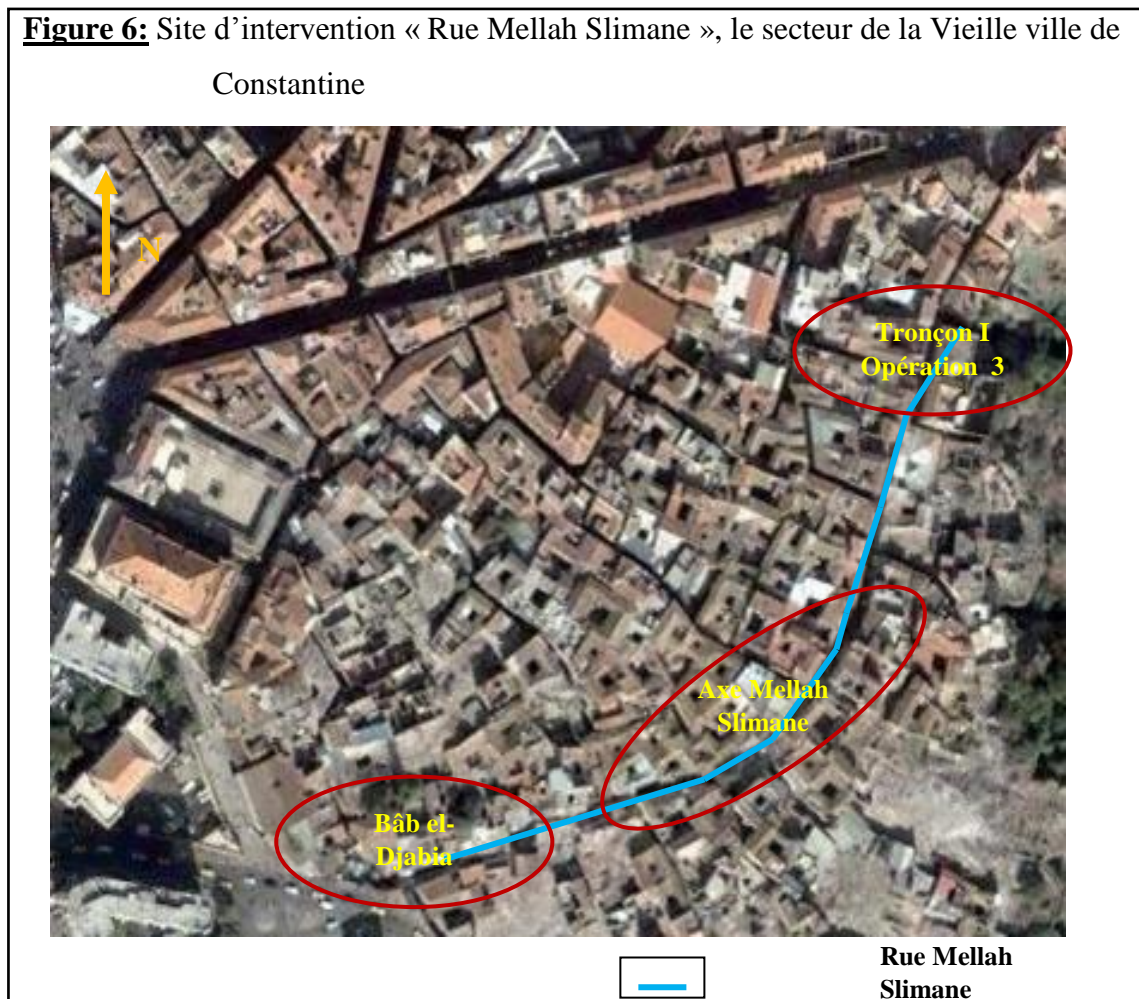 Figure 6: Site d’intervention « Rue Mellah Slimane », le secteur de la Vieille ville de
Constantine
N
Tronçon I
Opération 3
Axe Mellah
Slimane
Bâb el-
Djabia
Rue Mellah
Slimane